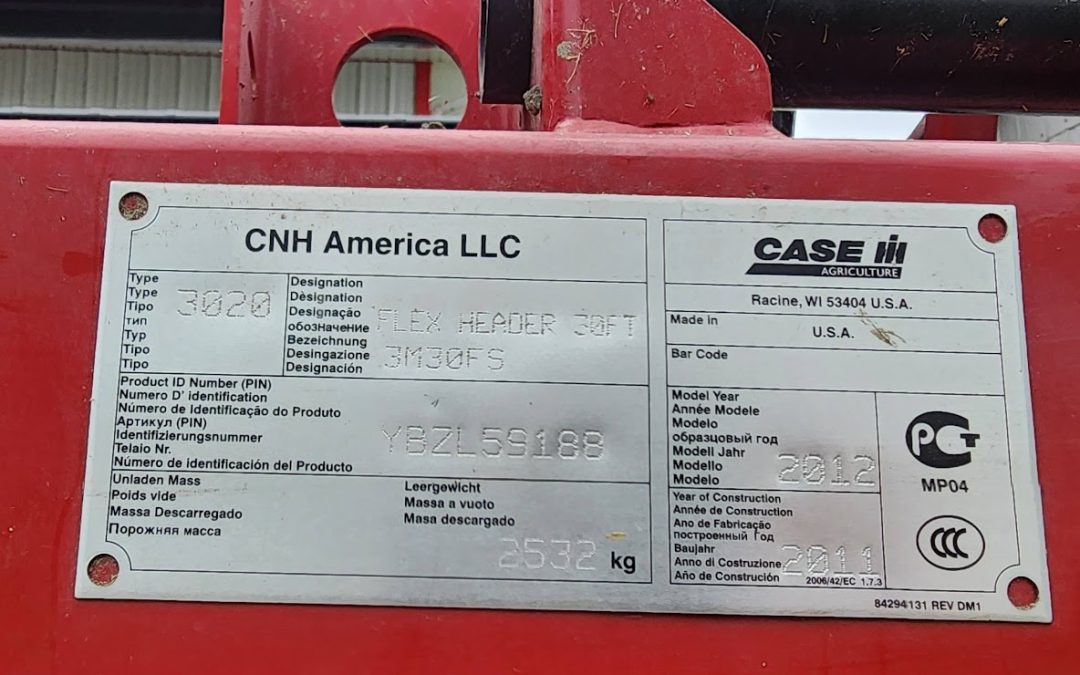 CNH America LLC
Type
Type
Tipo
тип
Typ
Tipo
Tipo
3020
Designation
Dèsignation
Designação
обозначение
Bezeichnung
Desingazione
Designación
FLEX HEADER 30FT
3M30FS
Product ID Number (PIN)
Numero D' identification
Número de Identificação do Produto
Артикул (PIN)
Identifizierungsnummer
Telaio Nr.
Número de identificación del Producto
YBZL59188
Unladen Mass
Poids vide
Massa Descarregado
Порожняя масса
Leergewicht
Massa a vuoto
Masa descargado
2532 kg
CASE IH
AGRICULTURE
Racine, WI 53404 U.S.A.
Made in
U.S.A.
Bar Code
Model Year
Année Modele
Modelo
образцовый год
Modell Jahr
Modello
Modelo
2012
Year of Construction
Année de Construction
Ano de Fabricação
построенный Год
Baujahr
Anno di Costruzione
Año de Construción
2011
2006/42/EC 1.7.3
РСТ
MP04
CCC
84294131 REV DM1